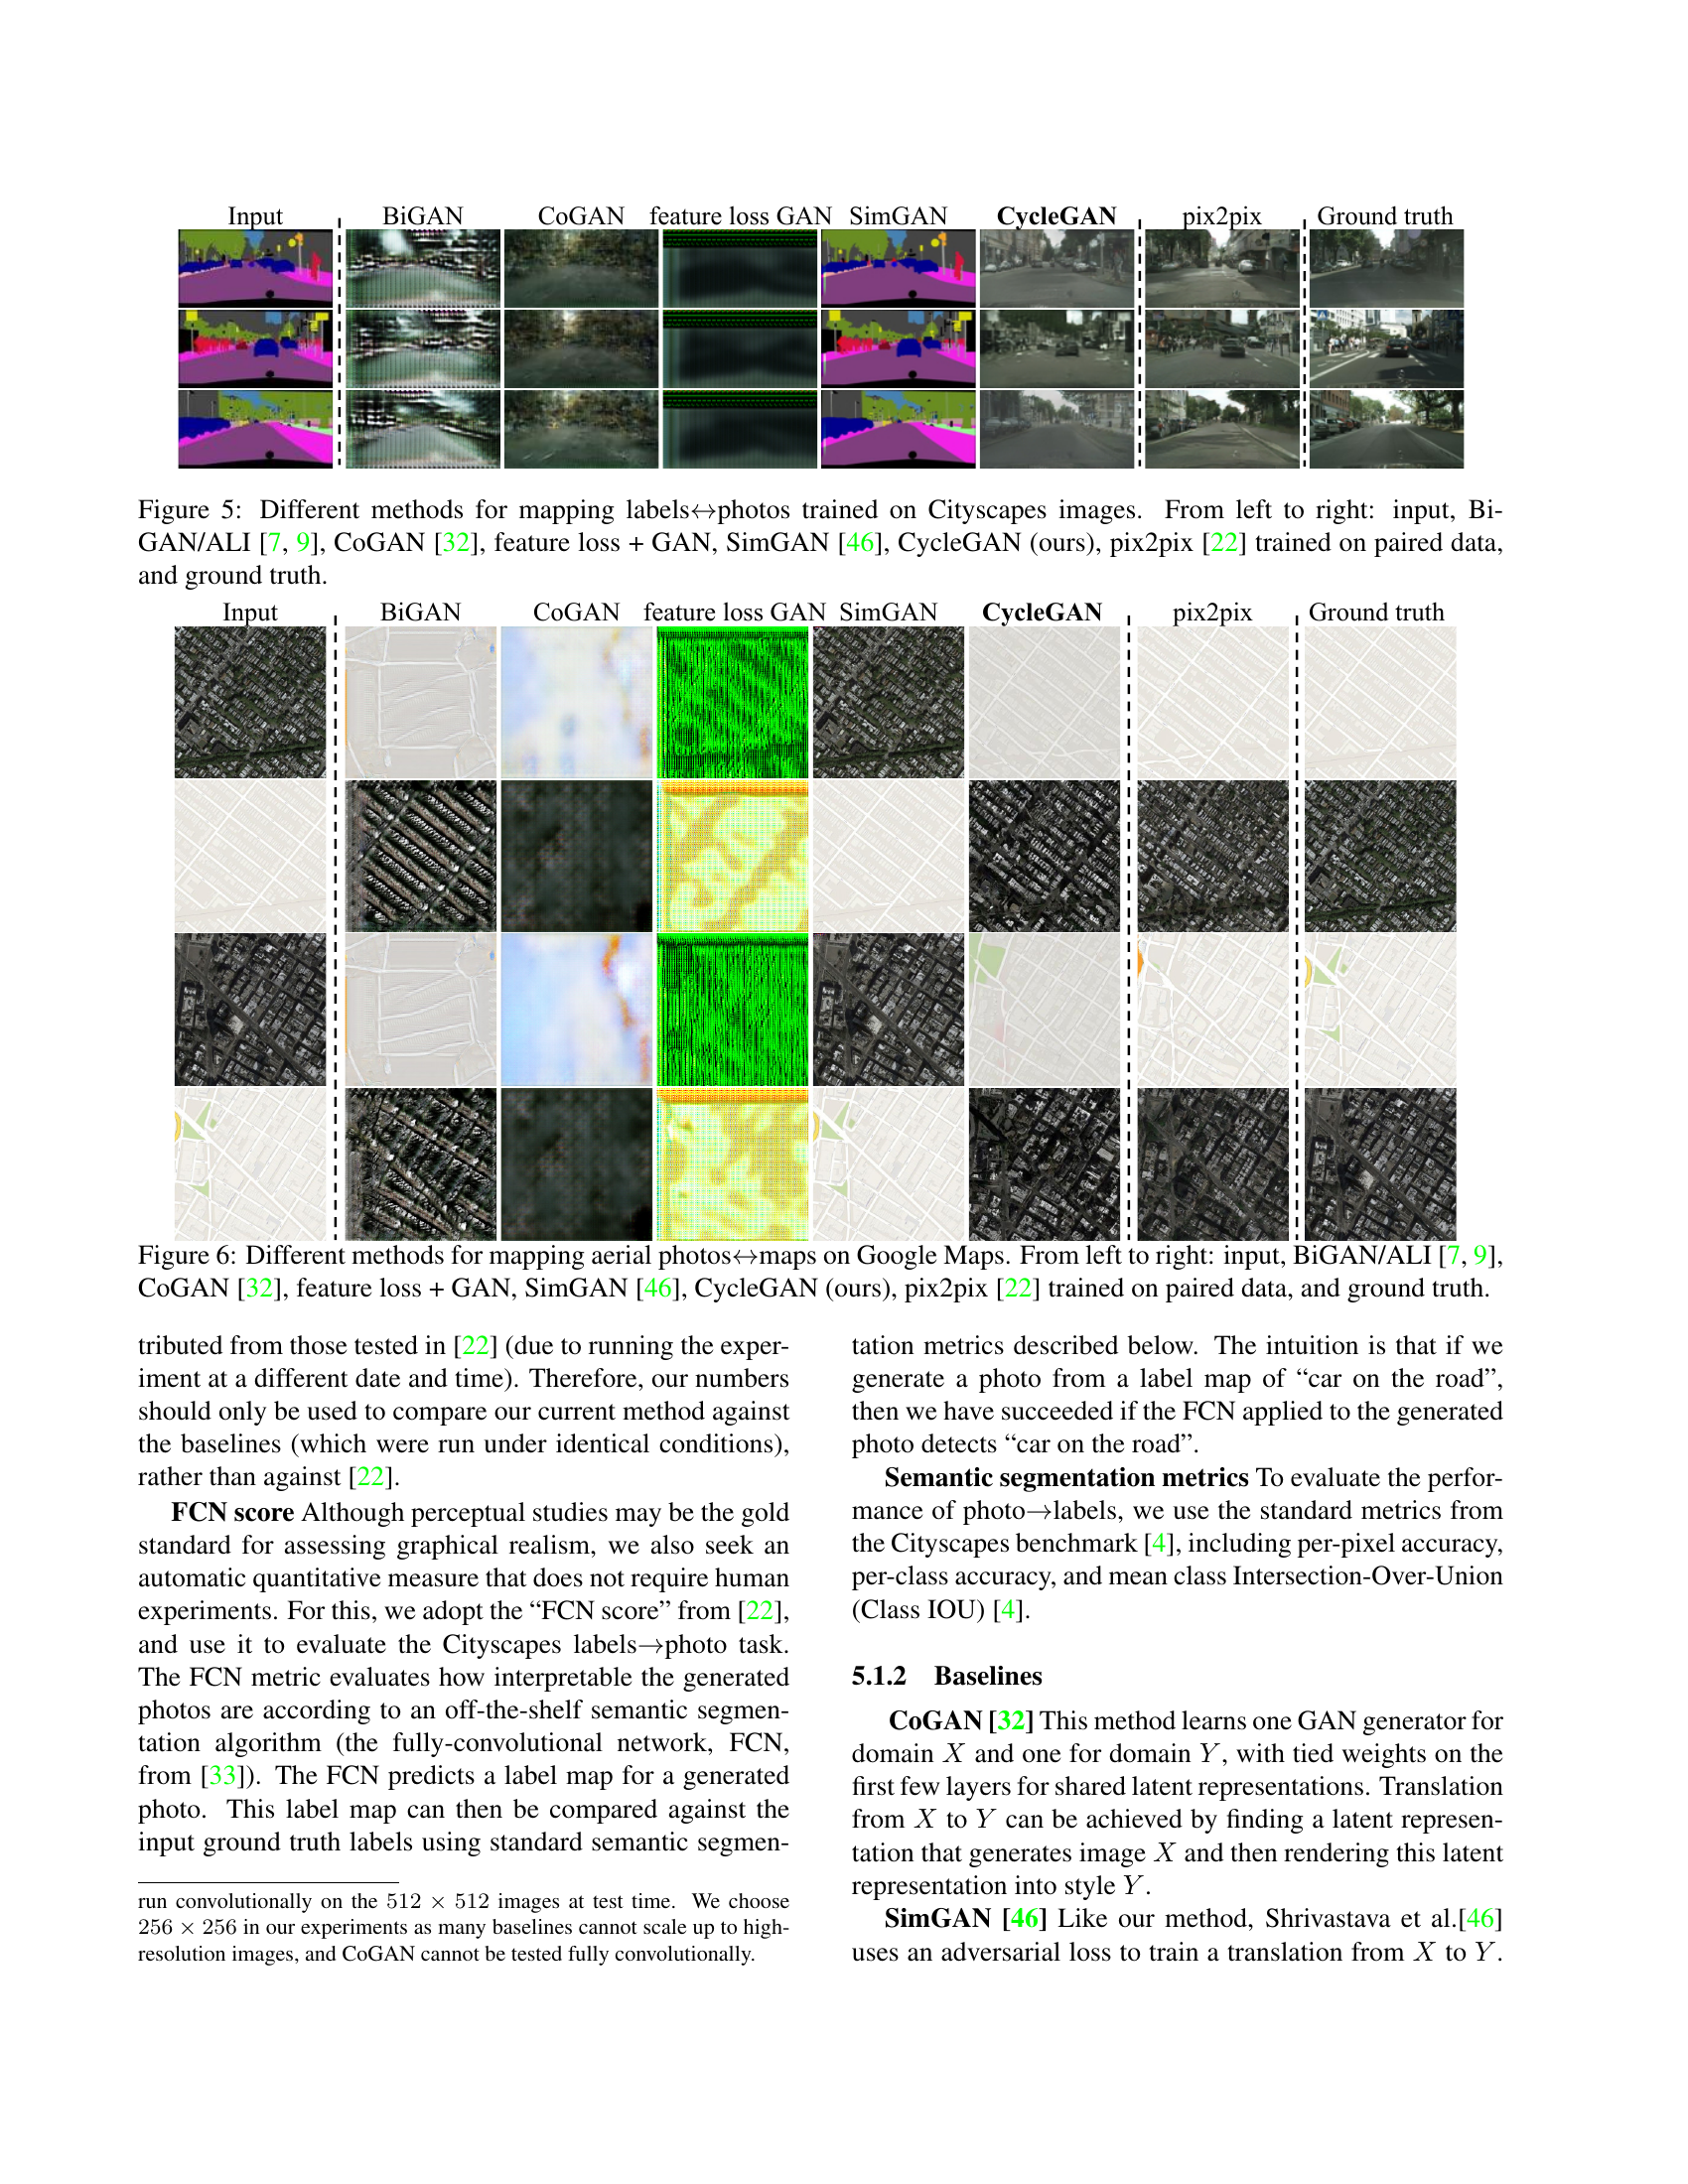 Input BiGAN CoGAN feature loss GAN SimGAN CycleGAN pix2pix Ground truth
Figure 5: Different methods for mapping labels↔photos trained on Cityscapes images. From left to right: input, Bi-
GAN/ALI [7, 9], CoGAN [32], feature loss + GAN, SimGAN [46], CycleGAN (ours), pix2pix [22] trained on paired data,
and ground truth.
Input BiGAN CoGAN feature loss GAN SimGAN CycleGAN pix2pix Ground truth
Figure 6: Different methods for mapping aerial photos↔maps on Google Maps. From left to right: input, BiGAN/ALI [7, 9],
CoGAN [32], feature loss + GAN, SimGAN [46], CycleGAN (ours), pix2pix [22] trained on paired data, and ground truth.
tributed from those tested in [22] (due to running the exper-
iment at a different date and time). Therefore, our numbers
should only be used to compare our current method against
the baselines (which were run under identical conditions),
rather than against [22].
FCN score Although perceptual studies may be the gold
standard for assessing graphical realism, we also seek an
automatic quantitative measure that does not require human
experiments. For this, we adopt the “FCN score” from [22],
and use it to evaluate the Cityscapes labels→photo task.
The FCN metric evaluates how interpretable the generated
photos are according to an off-the-shelf semantic segmen-
tation algorithm (the fully-convolutional network, FCN,
from [33]). The FCN predicts a label map for a generated
photo. This label map can then be compared against the
input ground truth labels using standard semantic segmen-
run convolutionally on the 512 × 512 images at test time. We choose
256 × 256 in our experiments as many baselines cannot scale up to high-
resolution images, and CoGAN cannot be tested fully convolutionally.
tation metrics described below. The intuition is that if we
generate a photo from a label map of “car on the road”,
then we have succeeded if the FCN applied to the generated
photo detects “car on the road”.
Semantic segmentation metrics To evaluate the perfor-
mance of photo→labels, we use the standard metrics from
the Cityscapes benchmark [4], including per-pixel accuracy,
per-class accuracy, and mean class Intersection-Over-Union
(Class IOU) [4].
5.1.2 Baselines
CoGAN [32] This method learns one GAN generator for
domain X and one for domain Y, with tied weights on the
first few layers for shared latent representations. Translation
from X to Y can be achieved by finding a latent represen-
tation that generates image X and then rendering this latent
representation into style Y.
SimGAN [46] Like our method, Shrivastava et al.[46]
uses an adversarial loss to train a translation from X to Y.